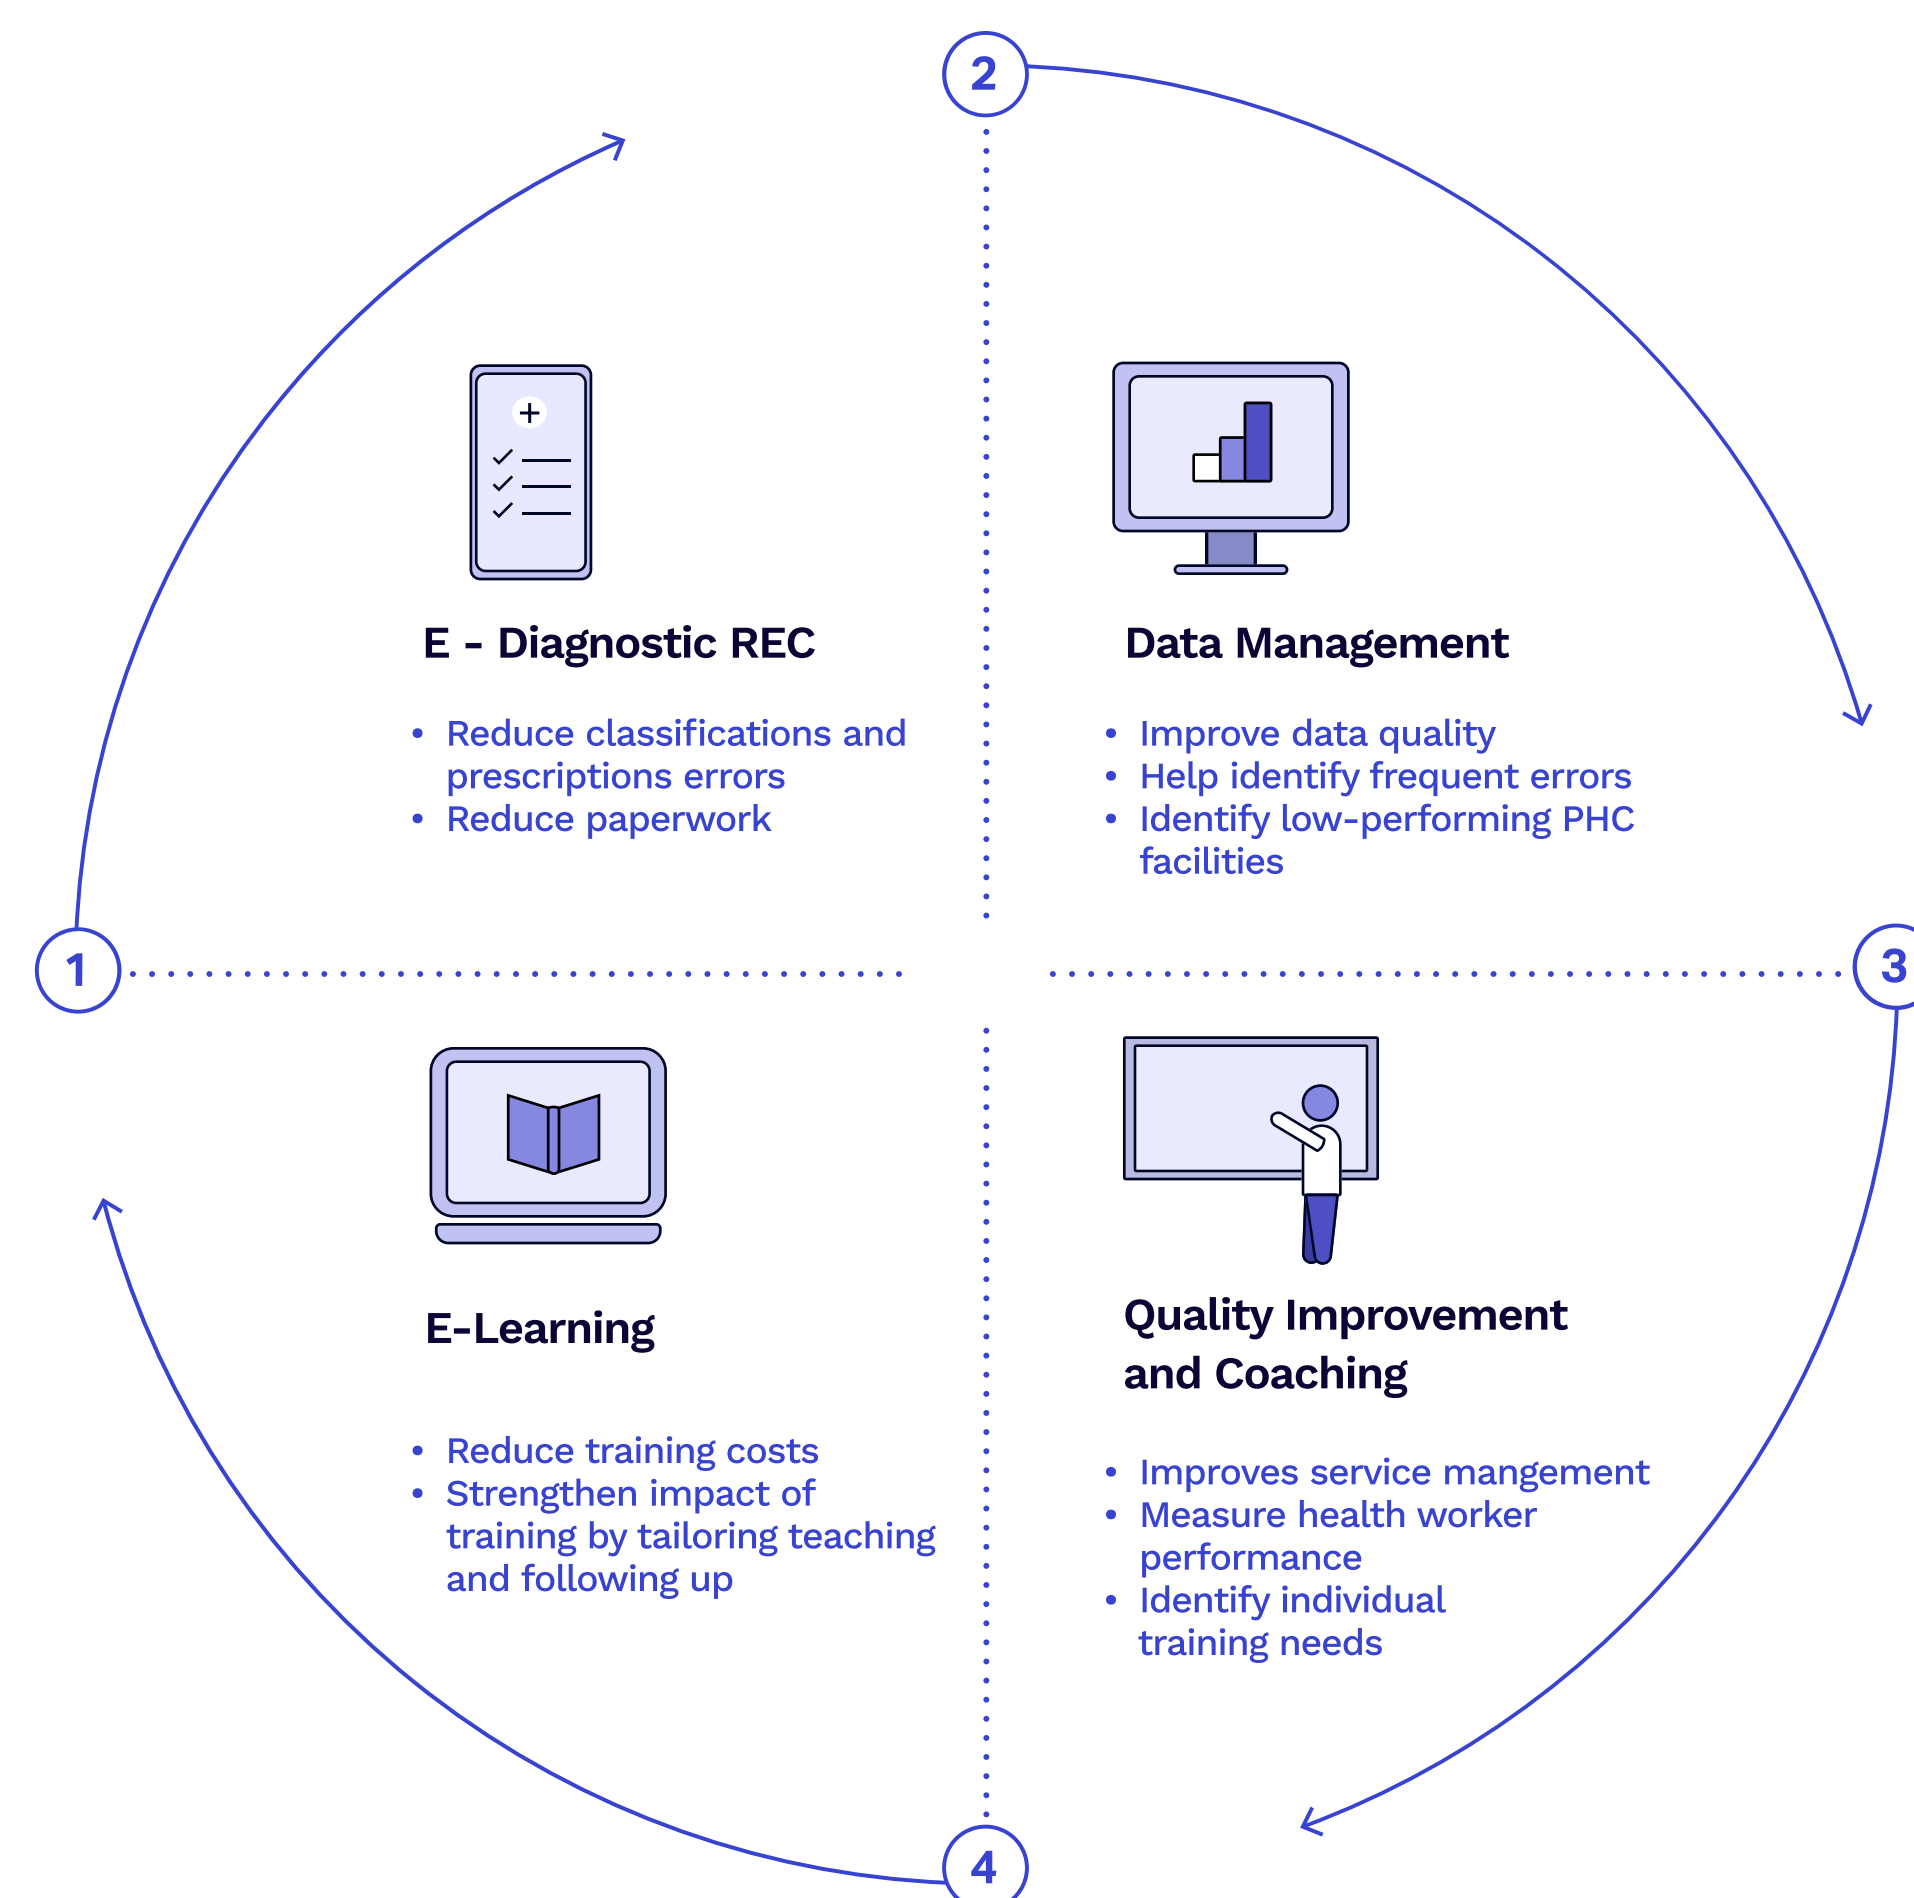 2
E - Diagnostic REC
• Reduce classifications and
prescriptions errors
• Reduce paperwork
Data Management
• Improve data quality
• Help identify frequent errors
• Identify low-performing PHC
facilities
1
3
E-Learning
• Reduce training costs
• Strengthen impact of
training by tailoring teaching
and following up
Quality Improvement
and Coaching
• Improves service mangement
• Measure health worker
performance
• Identify individual
training needs
4